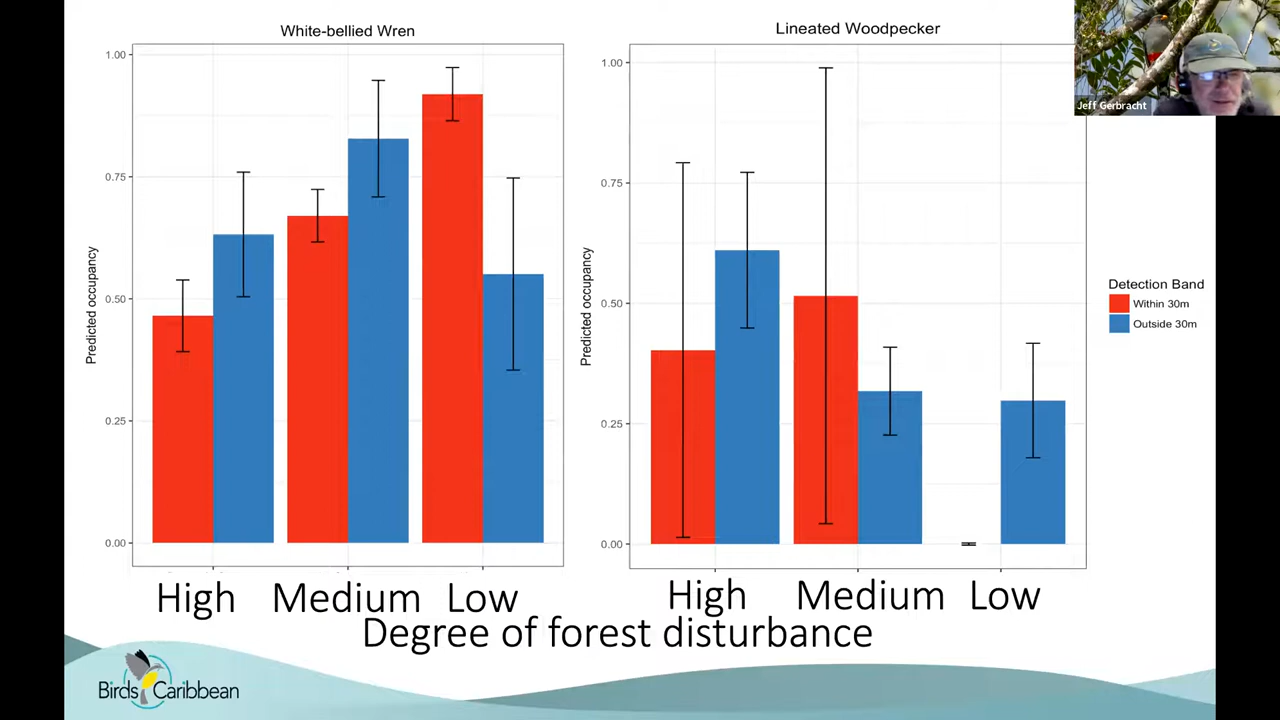 White-bellied Wren
1.00
0.75
0.50
0.25
0.00
Predicted occupancy
High Medium Low
Lineated Woodpecker
1.00
0.75
0.50
0.25
0.00
Predicted occupancy
High Medium Low
Degree of forest disturbance
Detection Band
Within 30m
Outside 30m
Jeff Gerbracht
Birds Caribbean